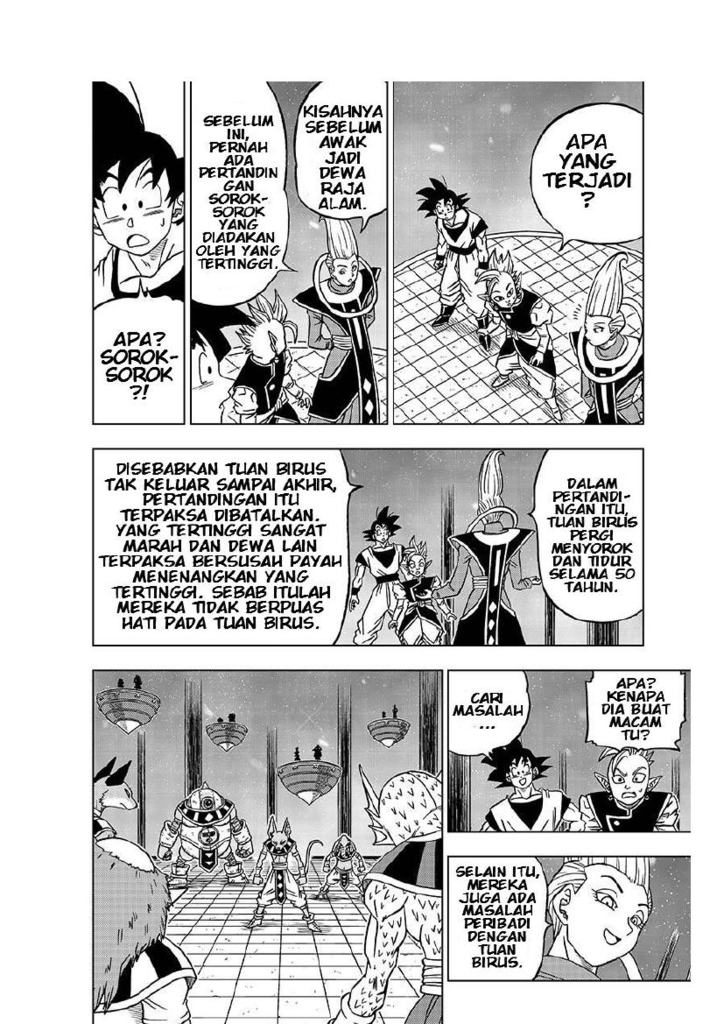 APA
YANG
TERJADI
?
KISAHNYA
SEBELUM
AWAK
JADI
DEWA
RAJA
ALAM.
SEBELUM
INI,
PERNAH
ADA
PERTANDIN
GAN
SOROK-
SOROK
YANG
DIADAKAN
OLEH YANG
TERTINGGI.
APA?
SOROK-
SOROK
?!
DALAM
PERTANDI-
NGAN ITU,
TUAN BIRUS
PERGI
MENYOROK
DAN TIDUR
SELAMA 50
TAHUN.
DISEBABKAN TUAN BIRUS
TAK KELUAR SAMPAI AKHIR,
PERTANDINGAN ITU
TERPAKSA DIBATALKAN.
YANG TERTINGGI SANGAT
MARAH DAN DEWA LAIN
TERPAKSA BERSUSAH PAYAH
MENENANGKAN YANG
TERTINGGI. SEBAB ITULAH
MEREKA TIDAK BERPUAS
HATI PADA TUAN BIRUS.
APA?
KENAPA
DIA BUAT
MACAM
TU?
CARI
MASALAH
...
SELAIN ITU,
MEREKA
JUGA ADA
MASALAH
PERIBADI
DENGAN
TUAN
BIRUS.